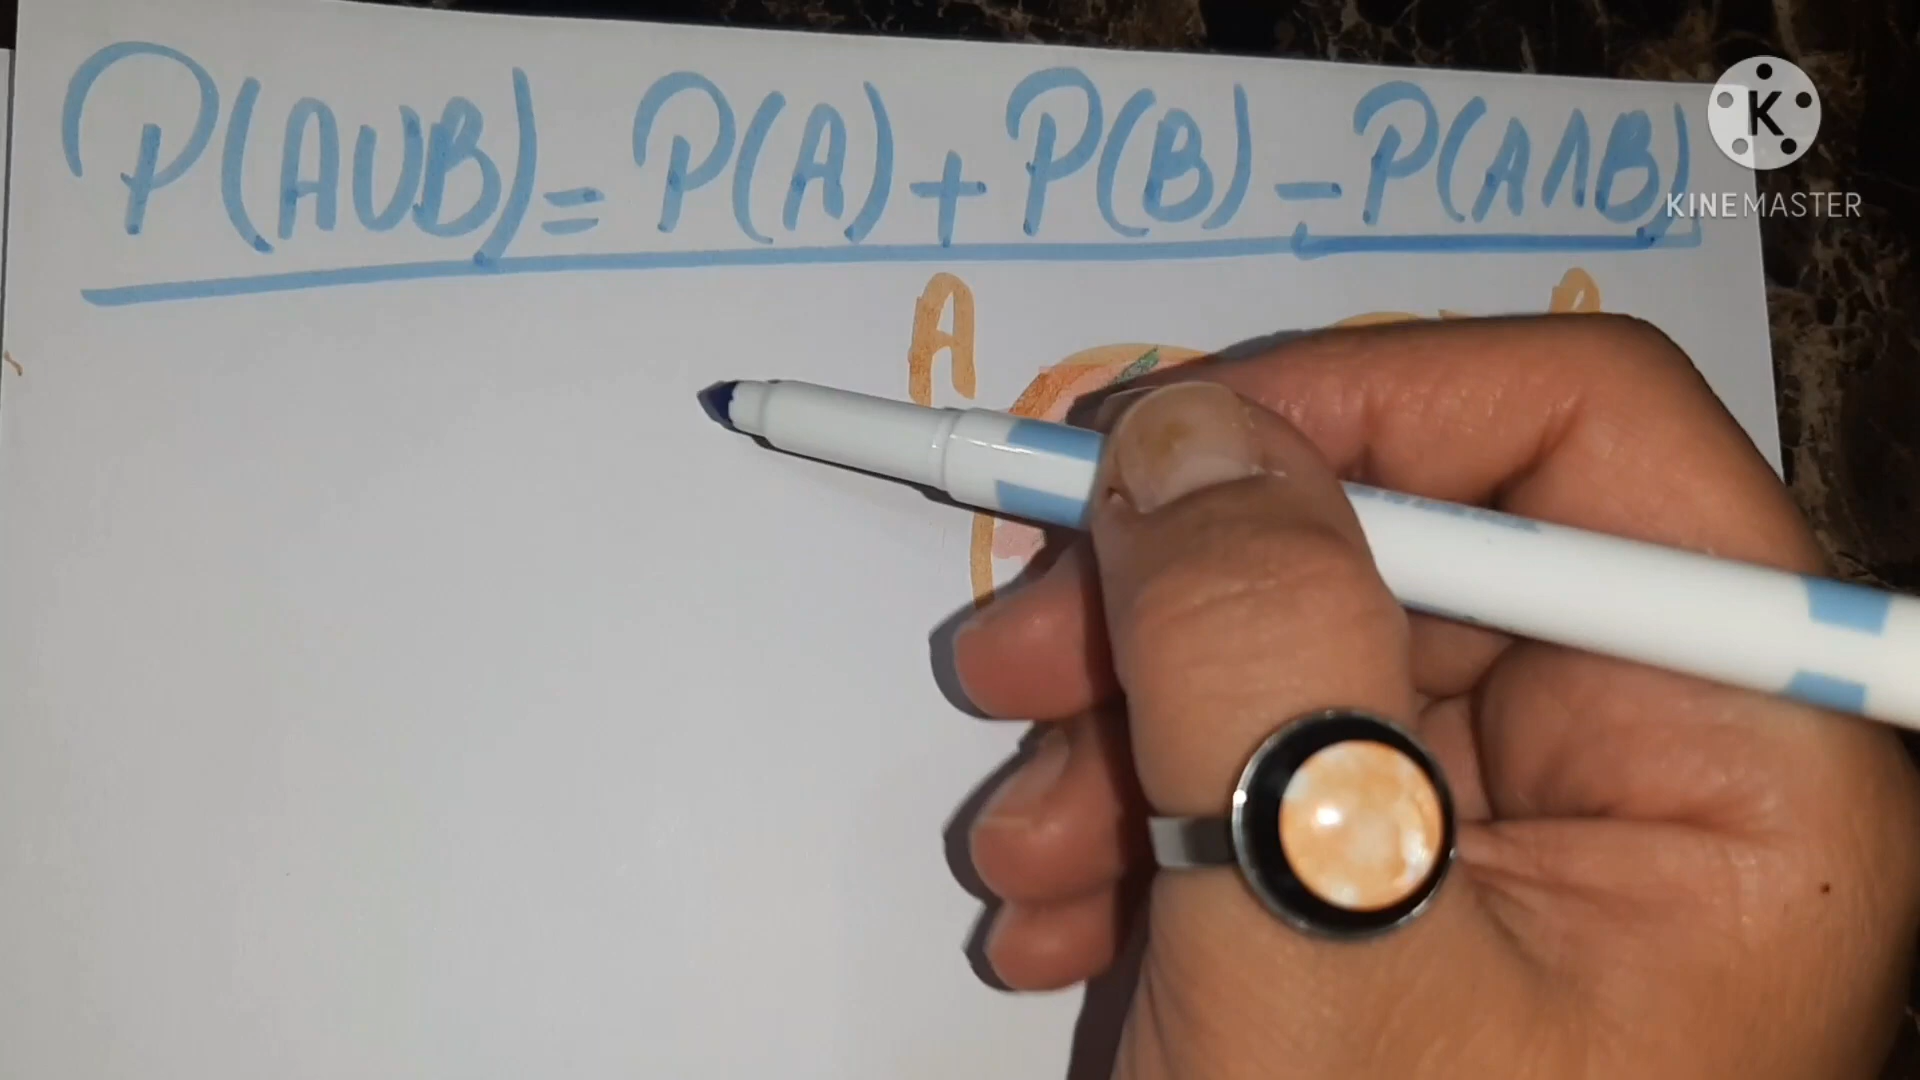 P(A∪B)= P(A) + P(B) - P(A∩B)
A
K
KINEMASTER